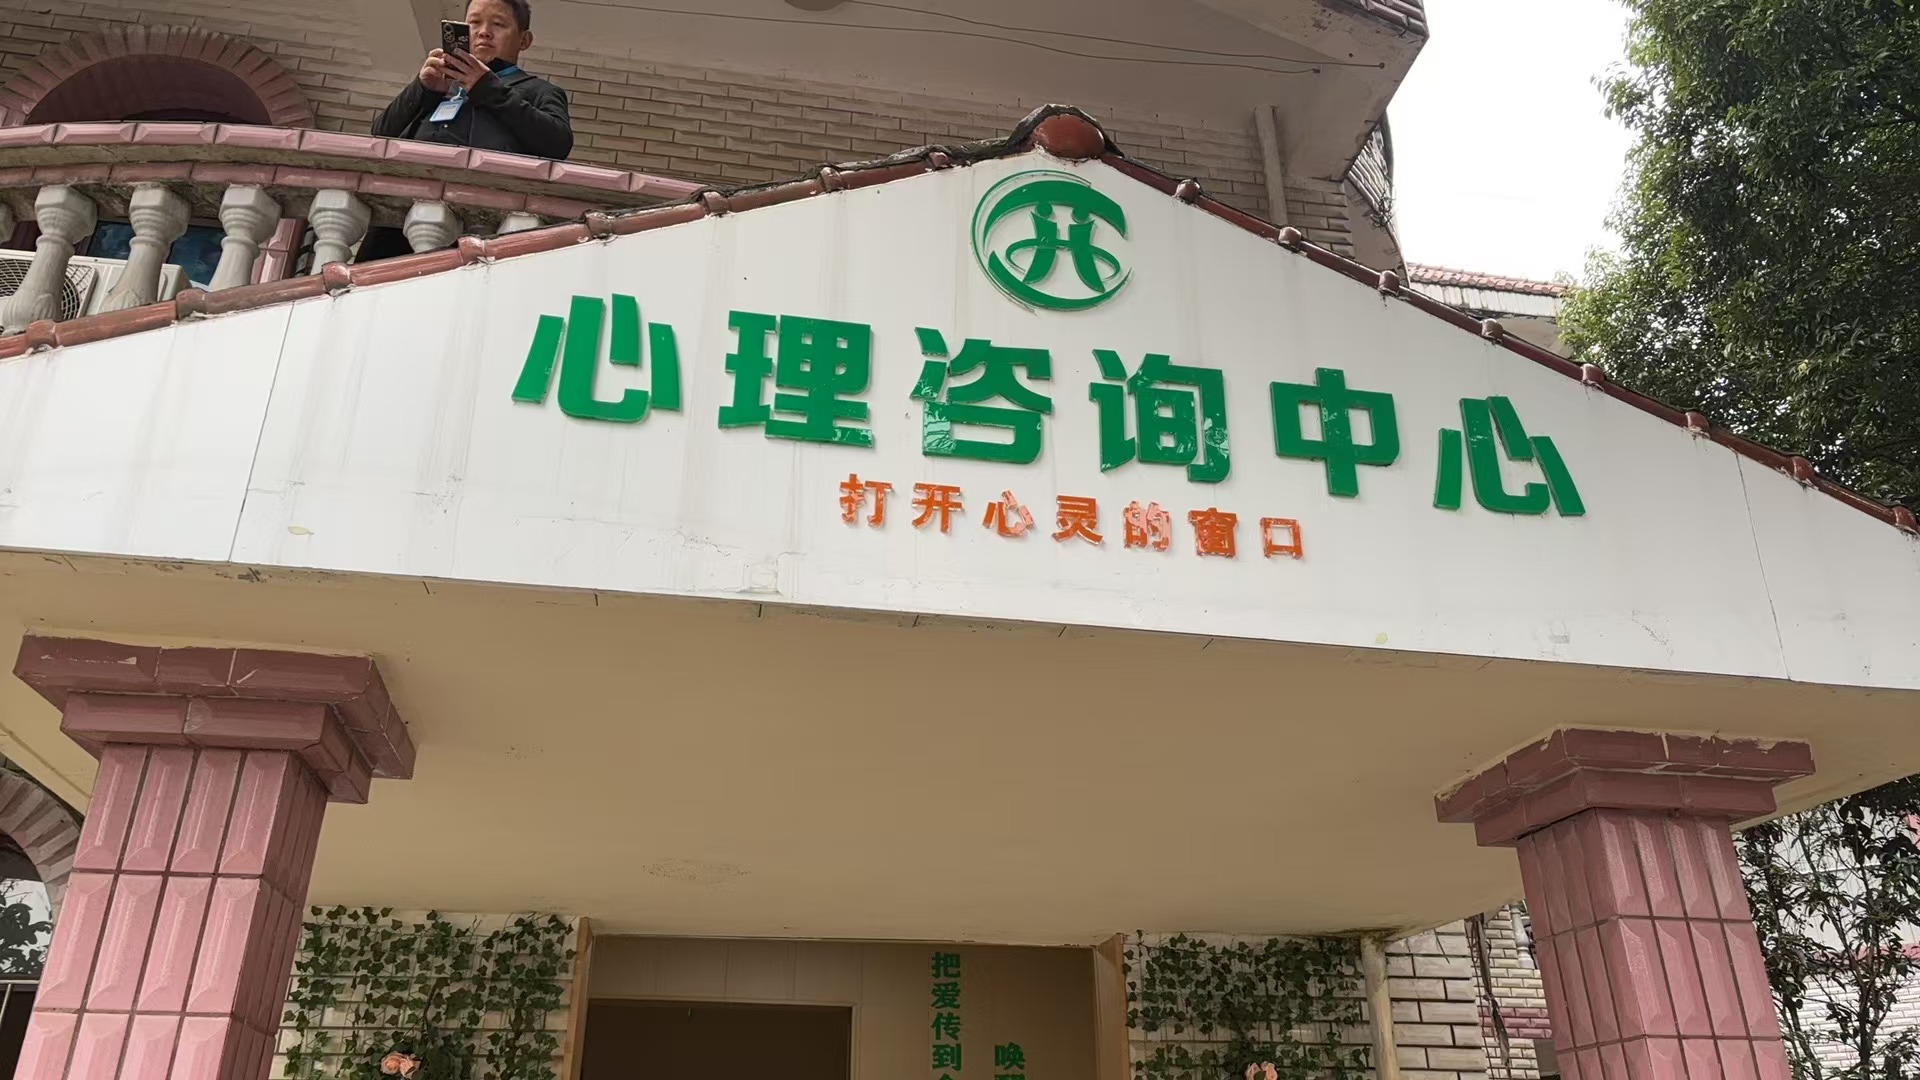 心理咨询中心
打开心灵的窗口
把爱传到
唤